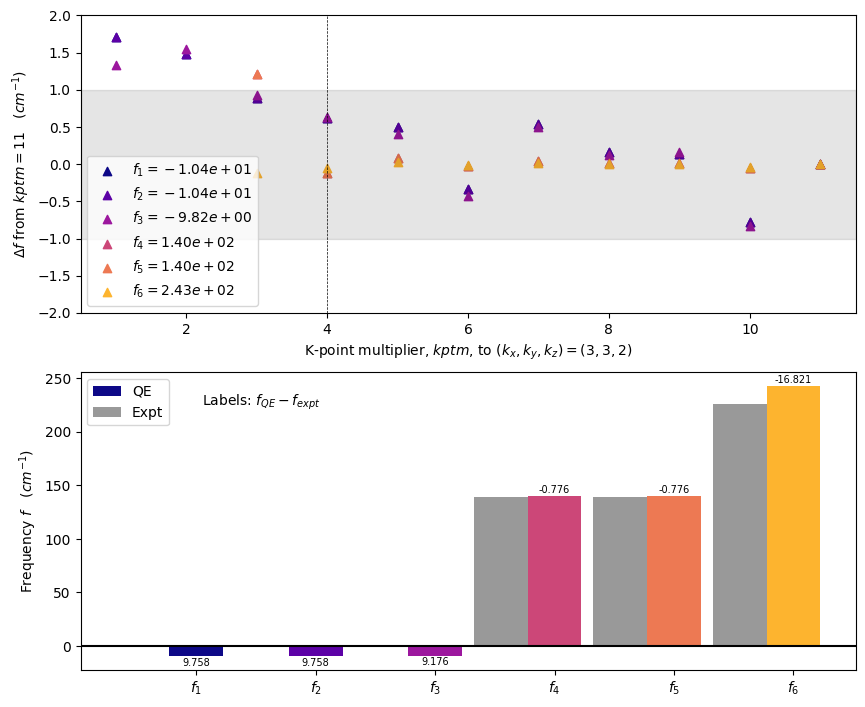 2.0
1.5
1.0
0.5
0.0
−0.5
−1.0
−1.5
−2.0
Δf from kptm = 11 (cm⁻¹)
f₁ = −1.04e + 01
f₂ = −1.04e + 01
f₃ = −9.82e + 00
f₄ = 1.40e + 02
f₅ = 1.40e + 02
f₆ = 2.43e + 02
2 4 6 8 10
K-point multiplier, kptm, to (kₓ, kᵧ, k_z) = (3, 3, 2)
250
200
150
100
50
0
Frequency f (cm⁻¹)
QE
Expt
Labels: f_QE − f_expt
9.758
9.758
9.176
-0.776
-0.776
-16.821
f₁ f₂ f₃ f₄ f₅ f₆